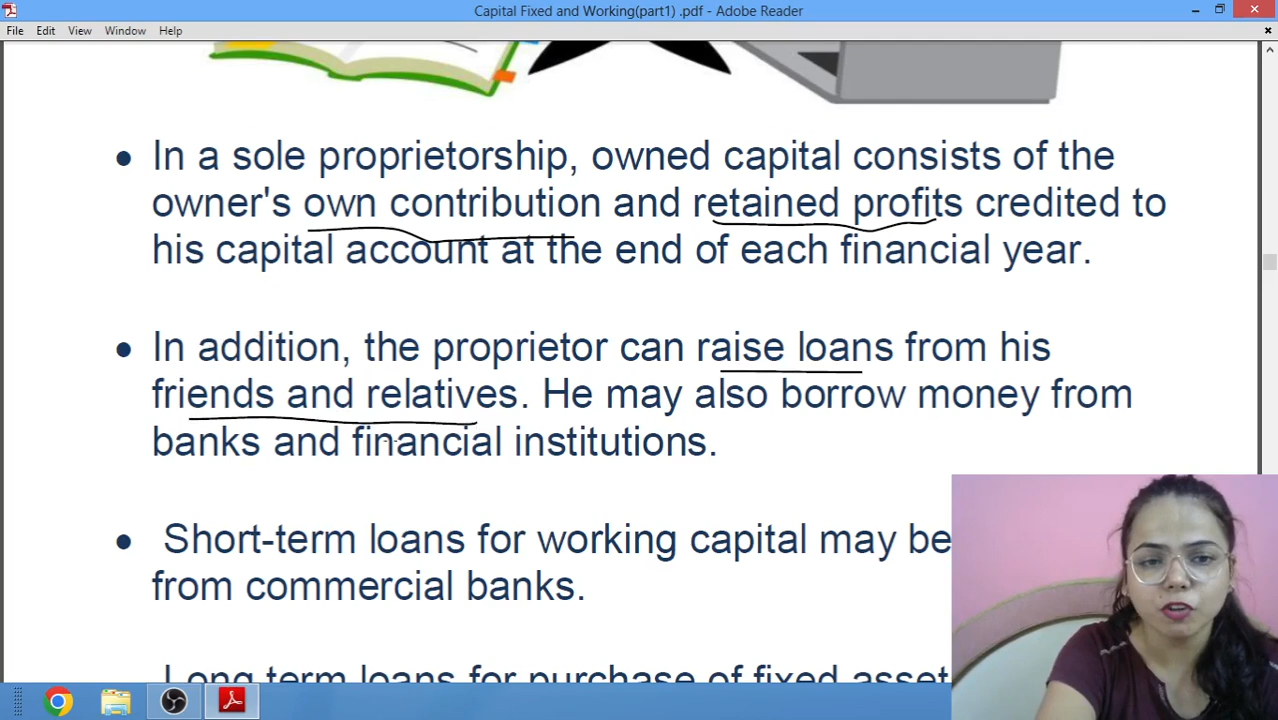 Capital Fixed and Working(part1) .pdf - Adobe Reader
File Edit View Window Help
• In a sole proprietorship, owned capital consists of the
owner's own contribution and retained profits credited to
his capital account at the end of each financial year.
• In addition, the proprietor can raise loans from his
friends and relatives. He may also borrow money from
banks and financial institutions.
• Short-term loans for working capital may be
from commercial banks.
Long term loans for purchase of fixed asset